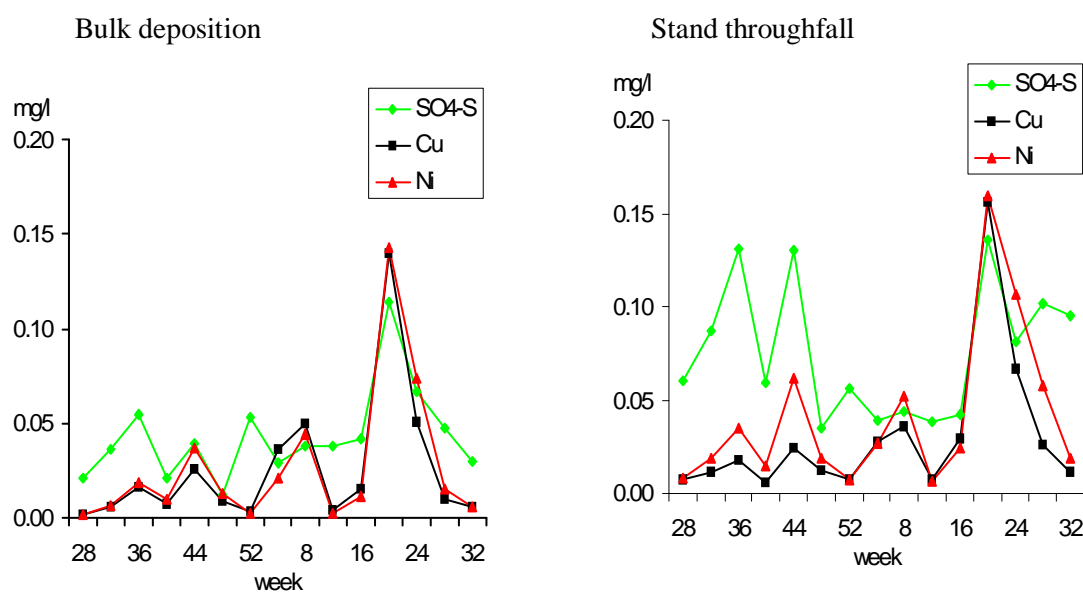 Bulk deposition
mg/l
SO4-S
Cu
Ni
0.20
0.15
0.10
0.05
0.00
28 36 44 52 8 16 24 32
week
Stand throughfall
mg/l
SO4-S
Cu
Ni
0.20
0.15
0.10
0.05
0.00
28 36 44 52 8 16 24 32
week